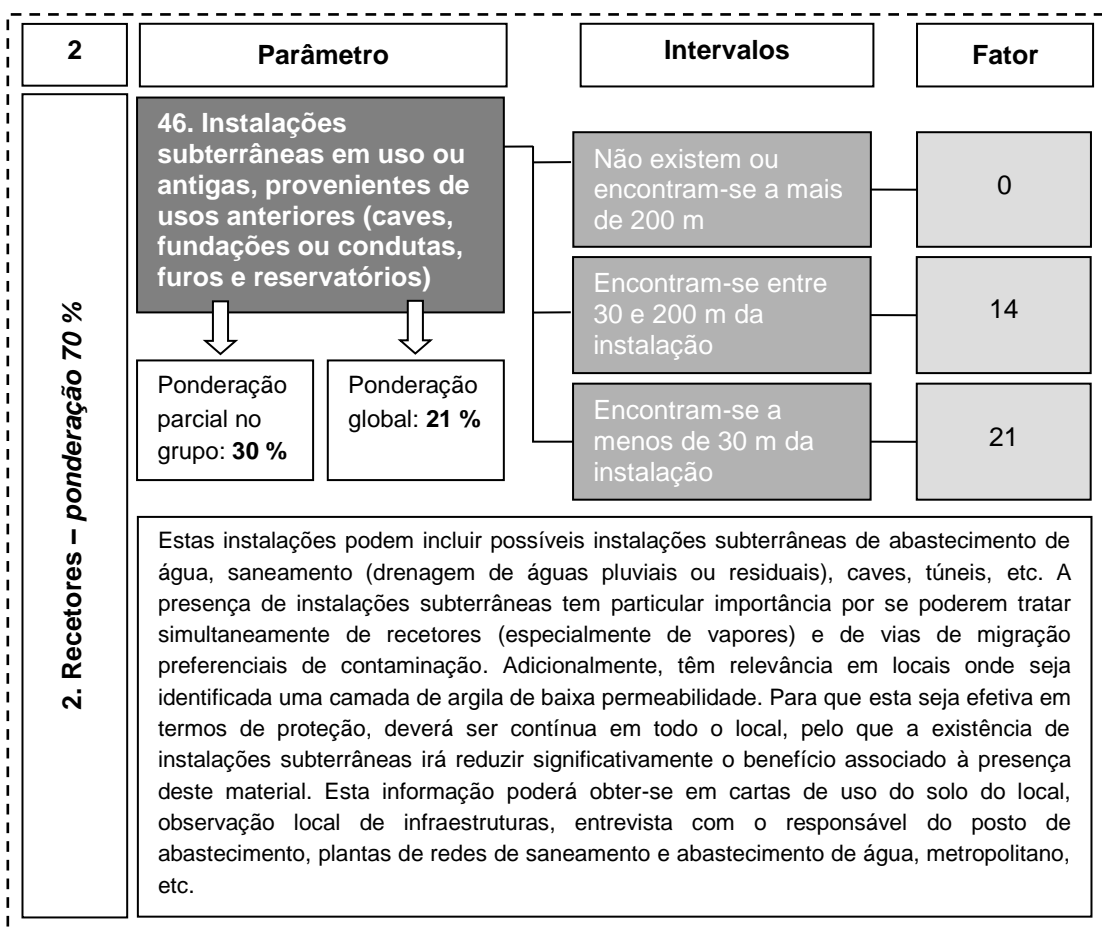 2
Parâmetro
Intervalos
Fator
2. Recetores – ponderação 70 %
46. Instalações
subterrâneas em uso ou
antigas, provenientes de
usos anteriores (caves,
fundações ou condutas,
furos e reservatórios)
Ponderação
parcial no
grupo: 30 %
Ponderação
global: 21 %
Não existem ou
encontram-se a mais
de 200 m
0
Encontram-se entre
30 e 200 m da
instalação
14
Encontram-se a
menos de 30 m da
instalação
21
Estas instalações podem incluir possíveis instalações subterrâneas de abastecimento de
água, saneamento (drenagem de águas pluviais ou residuais), caves, túneis, etc. A
presença de instalações subterrâneas tem particular importância por se poderem tratar
simultaneamente de recetores (especialmente de vapores) e de vias de migração
preferenciais de contaminação. Adicionalmente, têm relevância em locais onde seja
identificada uma camada de argila de baixa permeabilidade. Para que esta seja efetiva em
termos de proteção, deverá ser contínua em todo o local, pelo que a existência de
instalações subterrâneas irá reduzir significativamente o benefício associado à presença
deste material. Esta informação poderá obter-se em cartas de uso do solo do local,
observação local de infraestruturas, entrevista com o responsável do posto de
abastecimento, plantas de redes de saneamento e abastecimento de água, metropolitano,
etc.